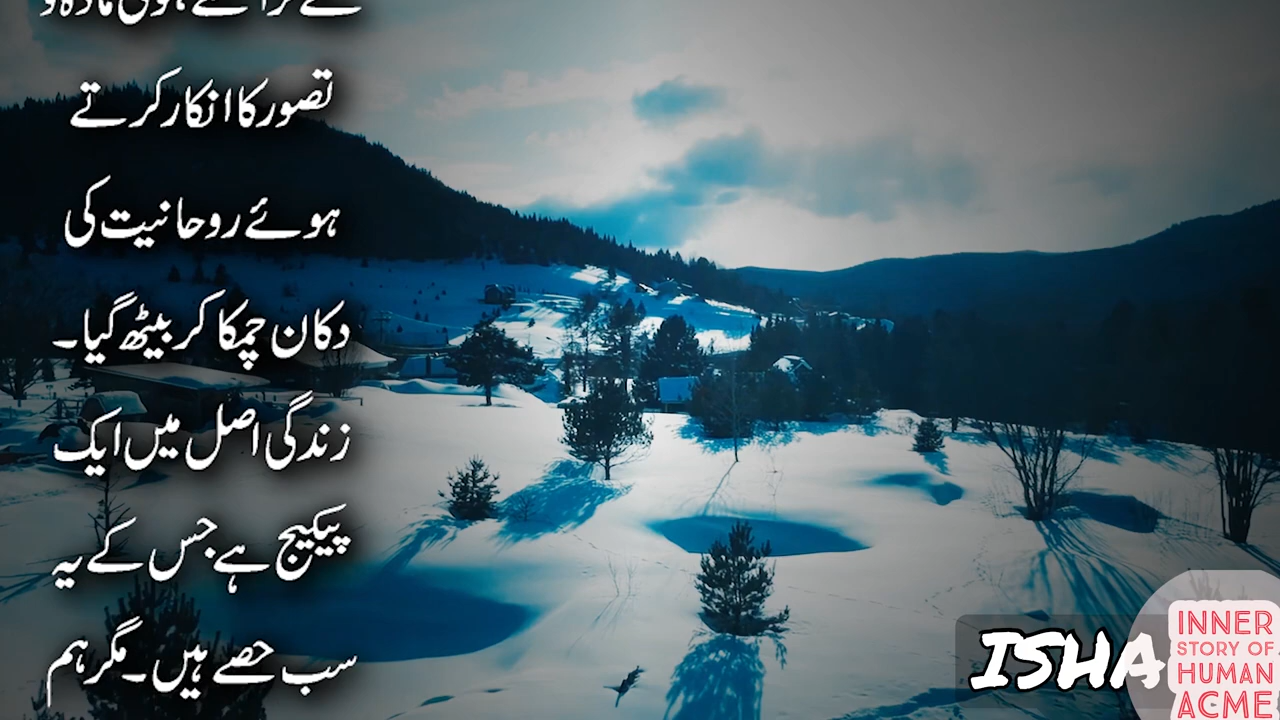 تصور کا انکار کرتے
ہوئے روحانیت کی
دکان چمکا کر بیٹھ گیا۔
زندگی اصل میں ایک
پیکیج ہے جس کے یہ
سب حصے ہیں۔ مگر ہم
ISHA
INNER
STORY OF
HUMAN
ACME